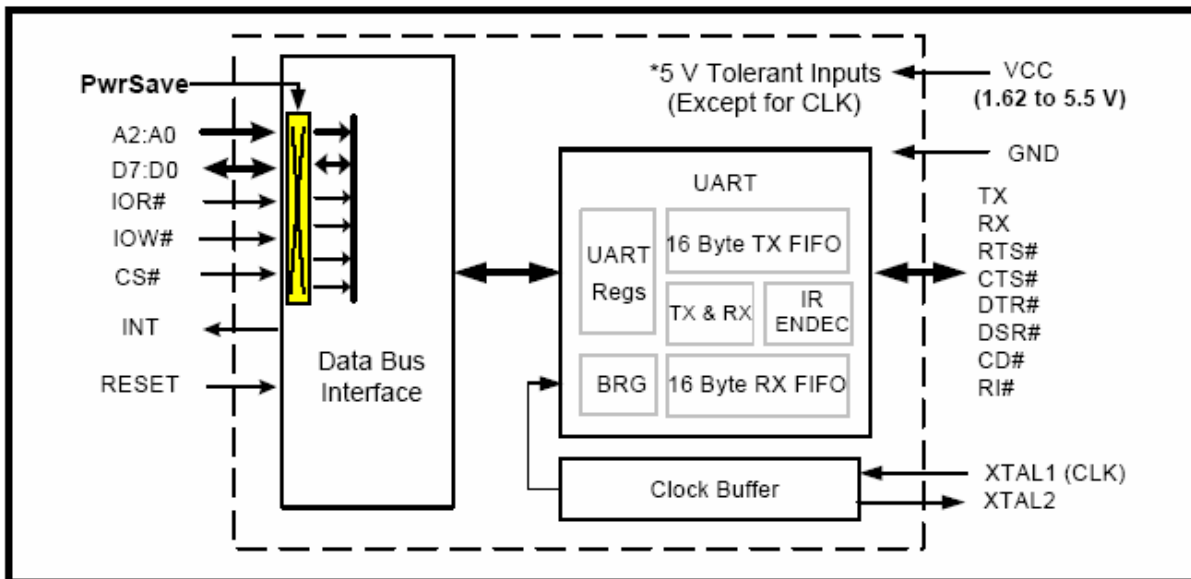 PwrSave
A2:A0
D7:D0
IOR#
IOW#
CS#
INT
RESET
Data Bus
Interface
*5 V Tolerant Inputs
(Except for CLK)
UART
UART
Regs
16 Byte TX FIFO
TX & RX
IR
ENDEC
BRG
16 Byte RX FIFO
Clock Buffer
VCC
(1.62 to 5.5 V)
GND
TX
RX
RTS#
CTS#
DTR#
DSR#
CD#
RI#
XTAL1 (CLK)
XTAL2